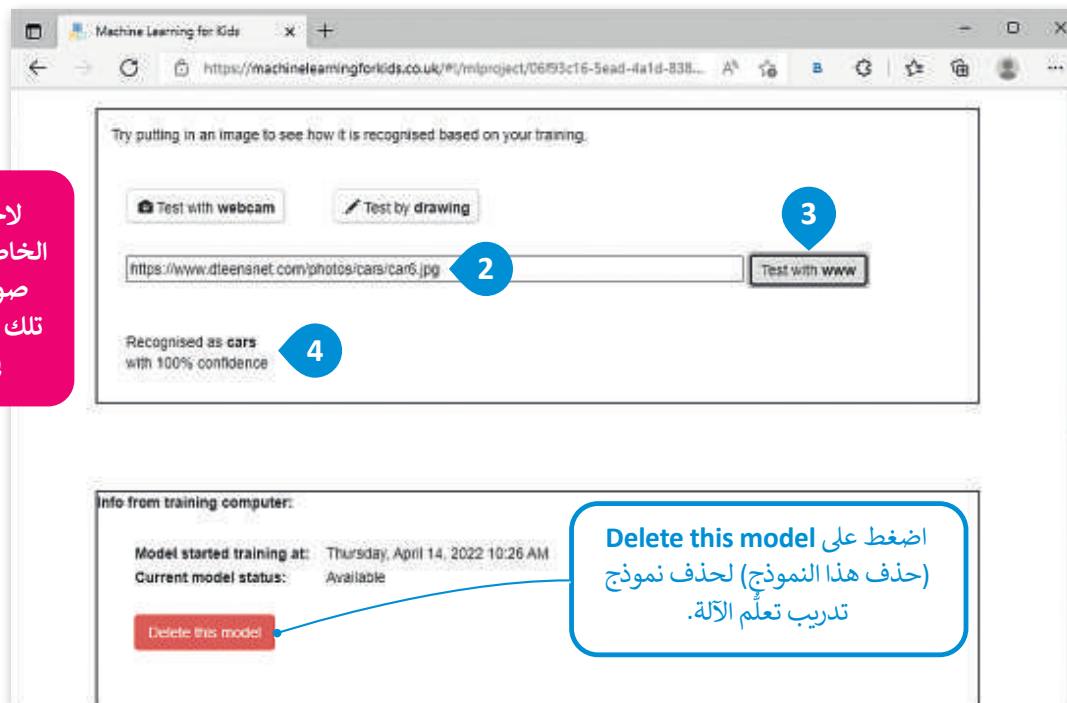 Machine Learning for Kids
https://machinelearningforkids.co.uk/#!/mlproject/06f93c16-5ead-4a1d-838...
Try putting in an image to see how it is recognised based on your training.
Test with webcam
Test by drawing
3
https://www.dteensnet.com/photos/cars/car6.jpg
2
Test with www
Recognised as cars
with 100% confidence
4
تلك
Info from training computer:
Model started training at: Thursday, April 14, 2022 10:26 AM
Current model status: Available
Delete this model
اضغط على Delete this model
(حذف هذا النموذج) لحذف نموذج
تدريب تعلُّم الآلة.